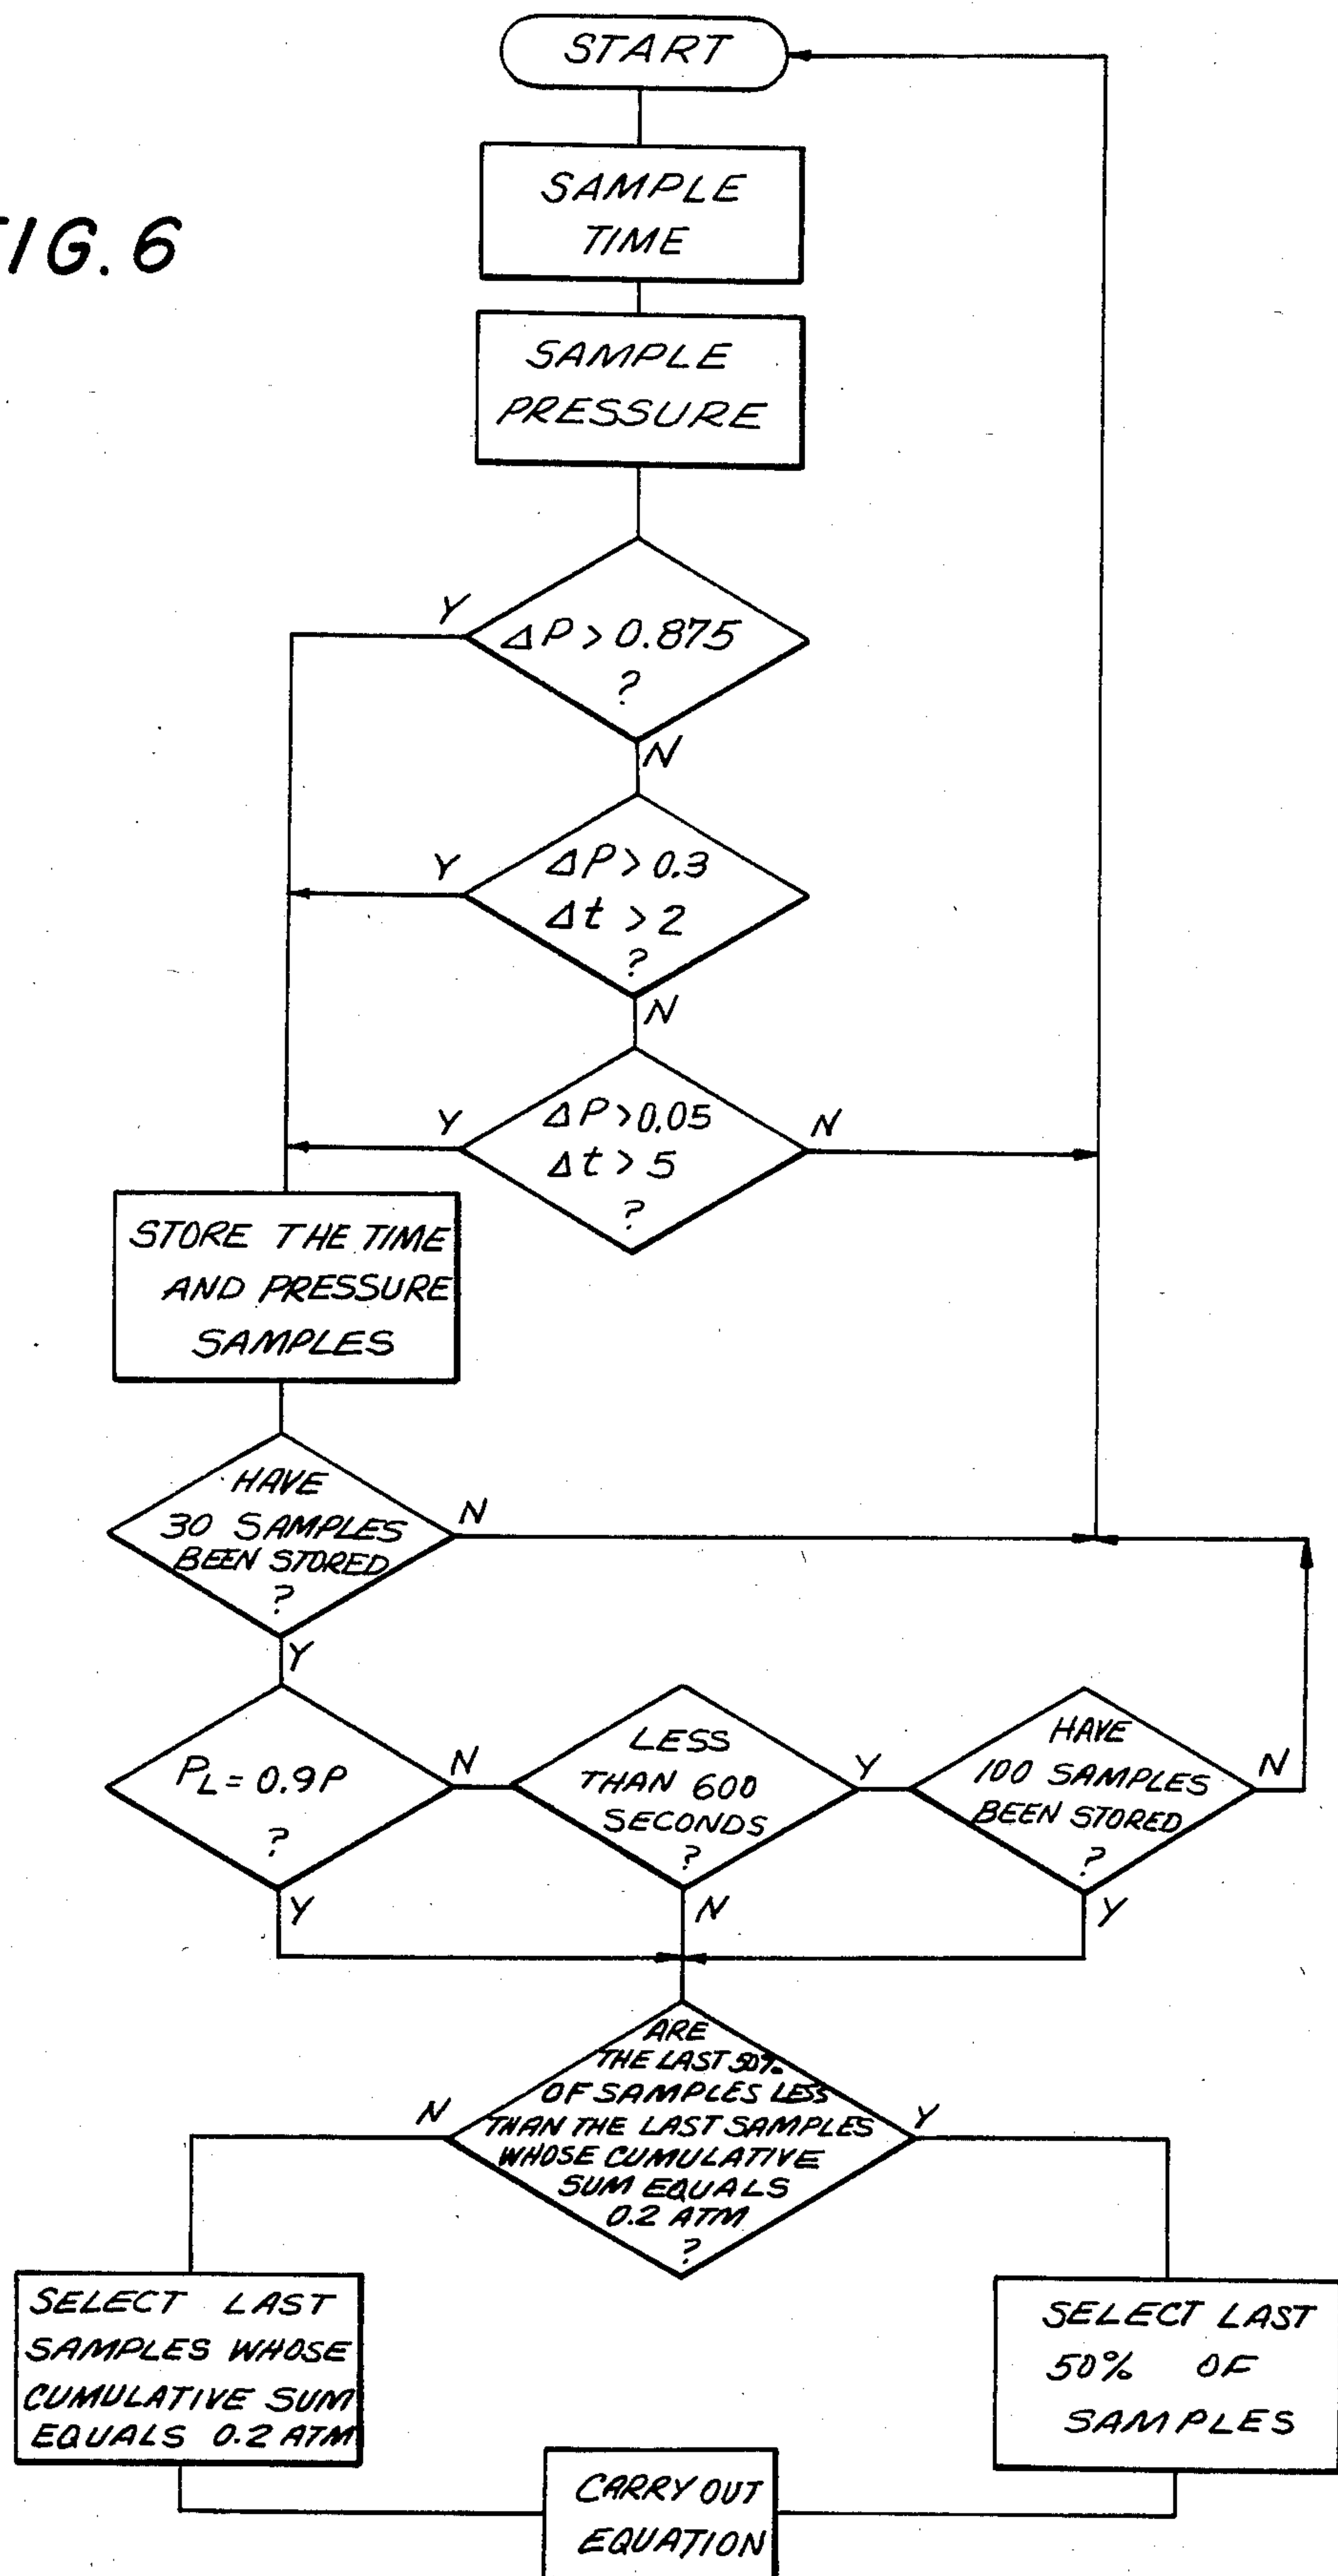 START
SAMPLE
TIME
FIG. 6
SAMPLE
PRESSURE
Y
ΔP > 0.875
?
N
Y
ΔP > 0.3
Δt > 2
?
N
Y
ΔP > 0.05
Δt > 5
?
N
STORE THE TIME
AND PRESSURE
SAMPLES
HAVE
30 SAMPLES
BEEN STORED
?
N
Y
PL = 0.9P
?
N
Y
LESS
THAN 600
SECONDS
?
Y
N
HAVE
100 SAMPLES
BEEN STORED
?
N
Y
ARE
THE LAST 50%
OF SAMPLES LESS
THAN THE LAST SAMPLES
WHOSE CUMULATIVE
SUM EQUALS
0.2 ATM
?
N
Y
SELECT LAST
SAMPLES WHOSE
CUMULATIVE SUM
EQUALS 0.2 ATM
SELECT LAST
50% OF
SAMPLES
CARRY OUT
EQUATION